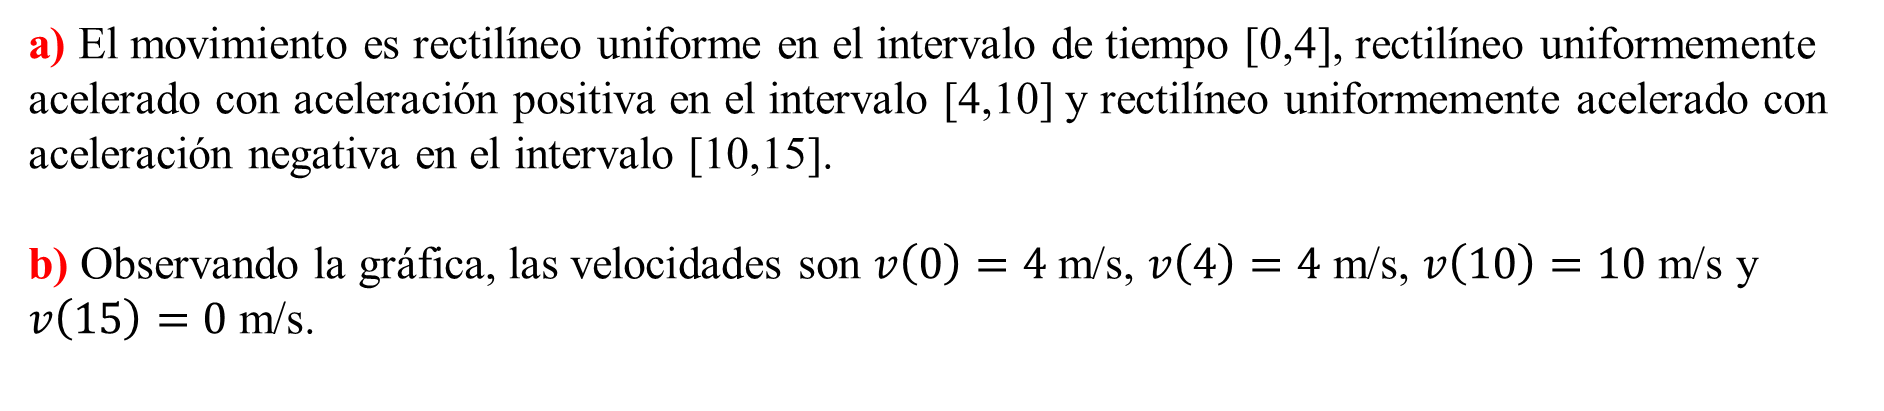 a) El movimiento es rectilíneo uniforme en el intervalo de tiempo [0,4], rectilíneo uniformemente
acelerado con aceleración positiva en el intervalo [4,10] y rectilíneo uniformemente acelerado con
aceleración negativa en el intervalo [10,15].
b) Observando la gráfica, las velocidades son 𝑣(0) = 4 m/s, 𝑣(4) = 4 m/s, 𝑣(10) = 10 m/s y
𝑣(15) = 0 m/s.